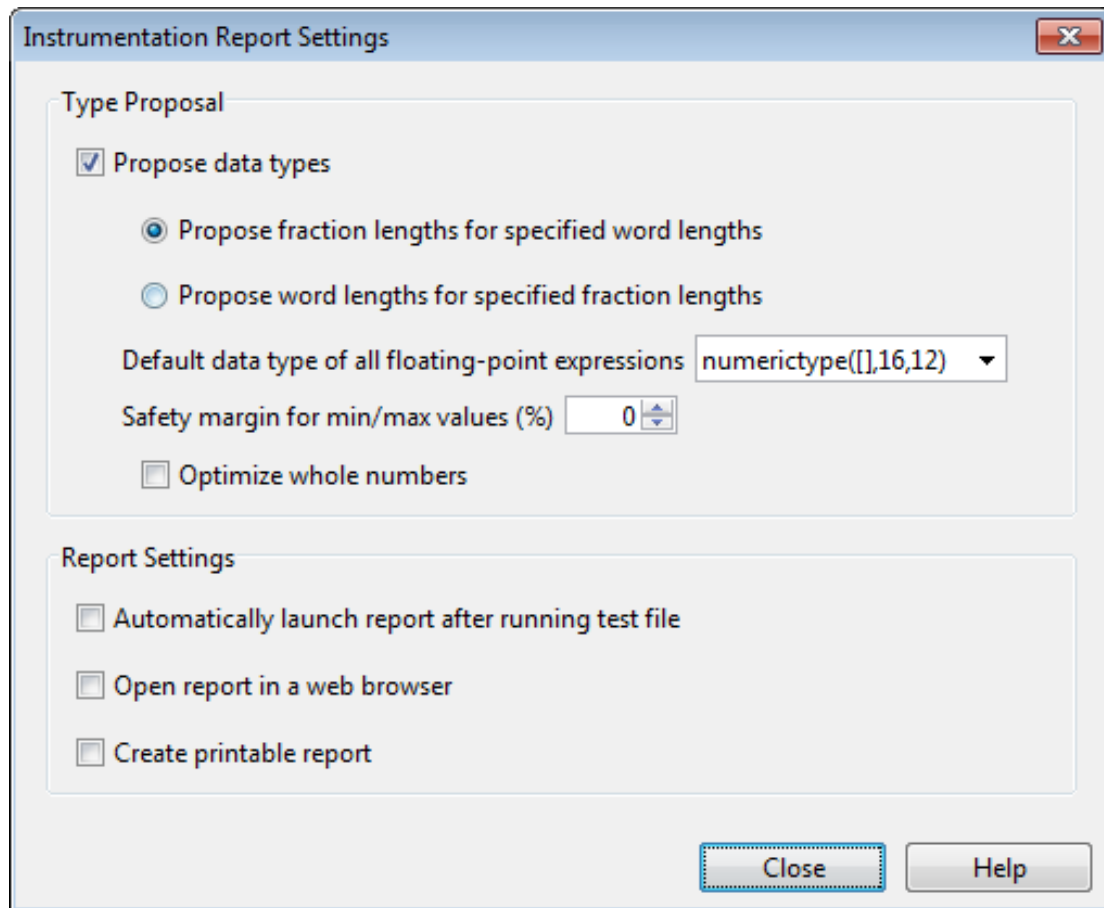 Instrumentation Report Settings
Type Proposal
Propose data types
Propose fraction lengths for specified word lengths
Propose word lengths for specified fraction lengths
Default data type of all floating-point expressions numerictype([],16,12)
Safety margin for min/max values (%) 0
Optimize whole numbers
Report Settings
Automatically launch report after running test file
Open report in a web browser
Create printable report
Close Help